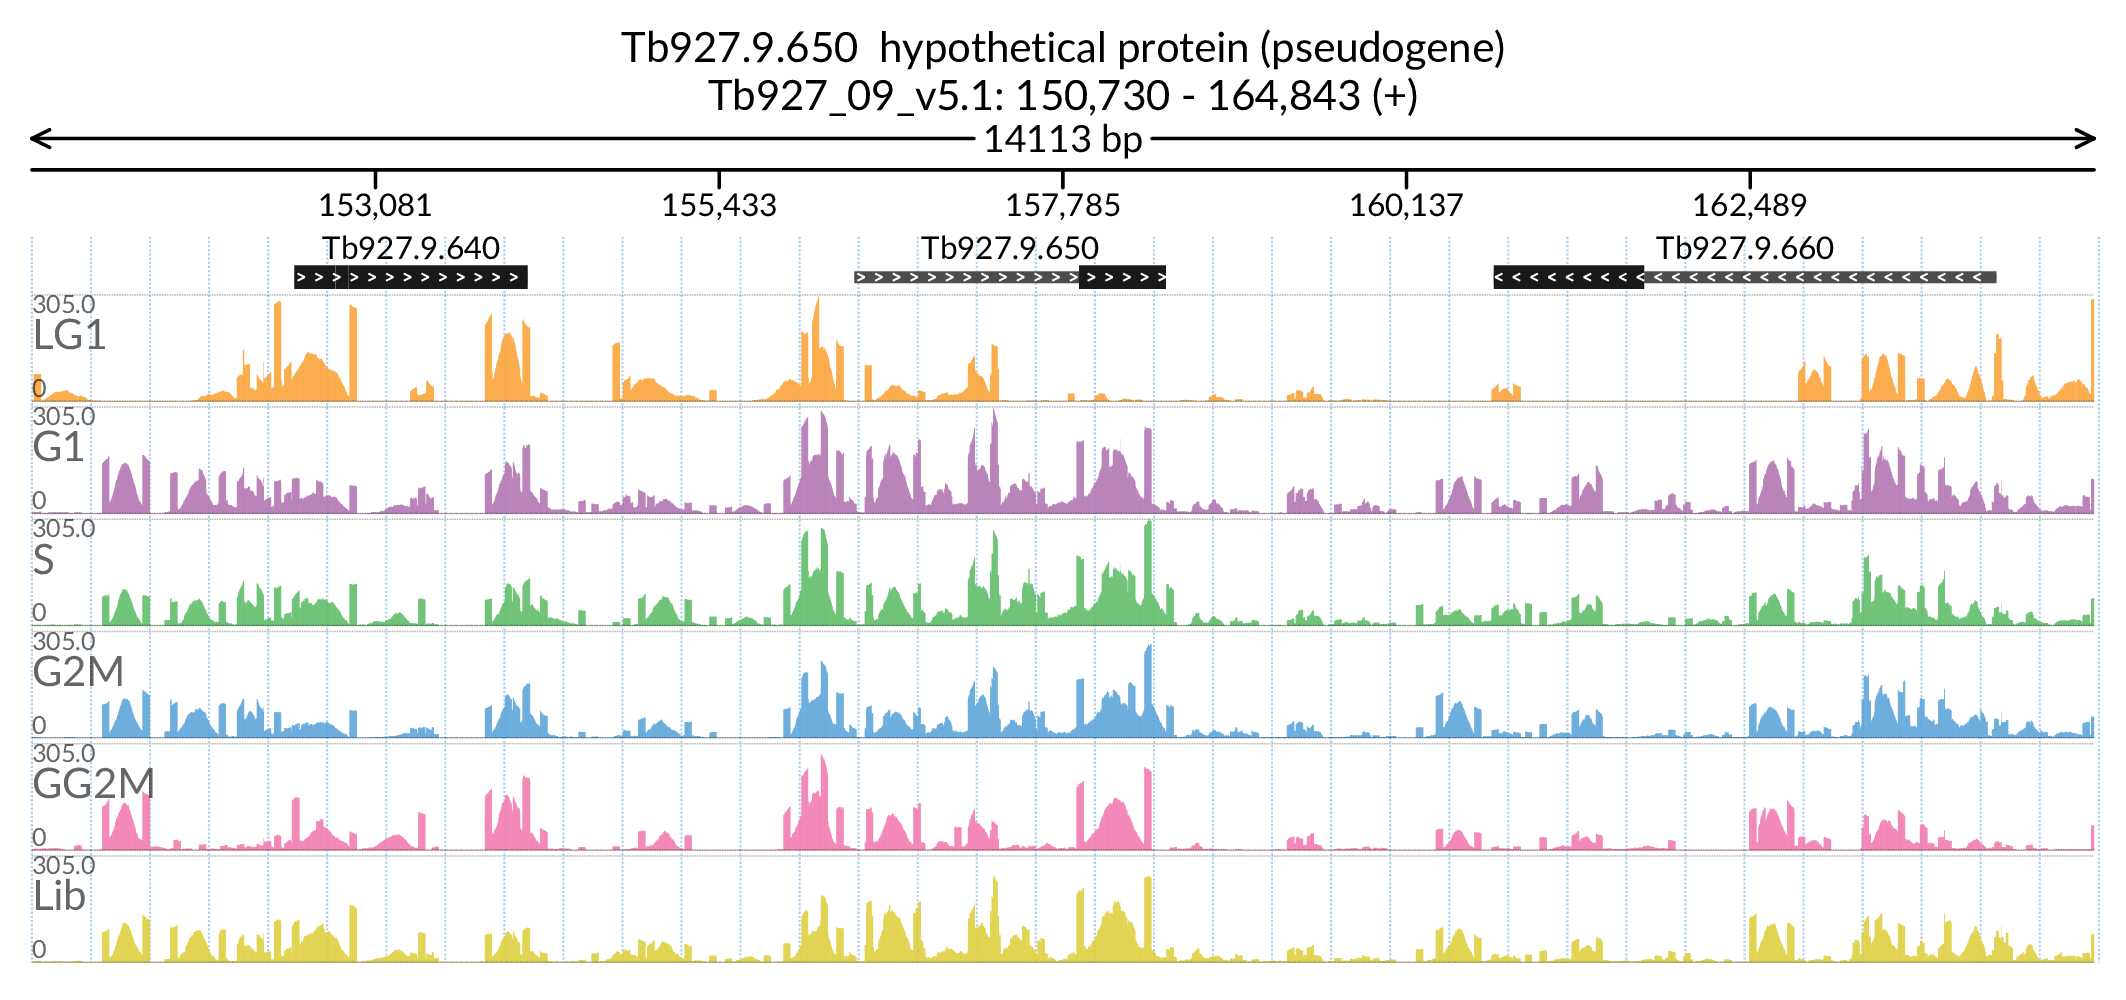 Tb927.9.650 hypothetical protein (pseudogene)
Tb927_09_v5.1: 150,730 - 164,843 (+)
14113 bp
153,081 155,433 157,785 160,137 162,489
Tb927.9.640 Tb927.9.650 Tb927.9.660
305.0
LG1
0
305.0
G1
0
305.0
S
0
305.0
G2M
0
305.0
GG2M
0
305.0
Lib
0